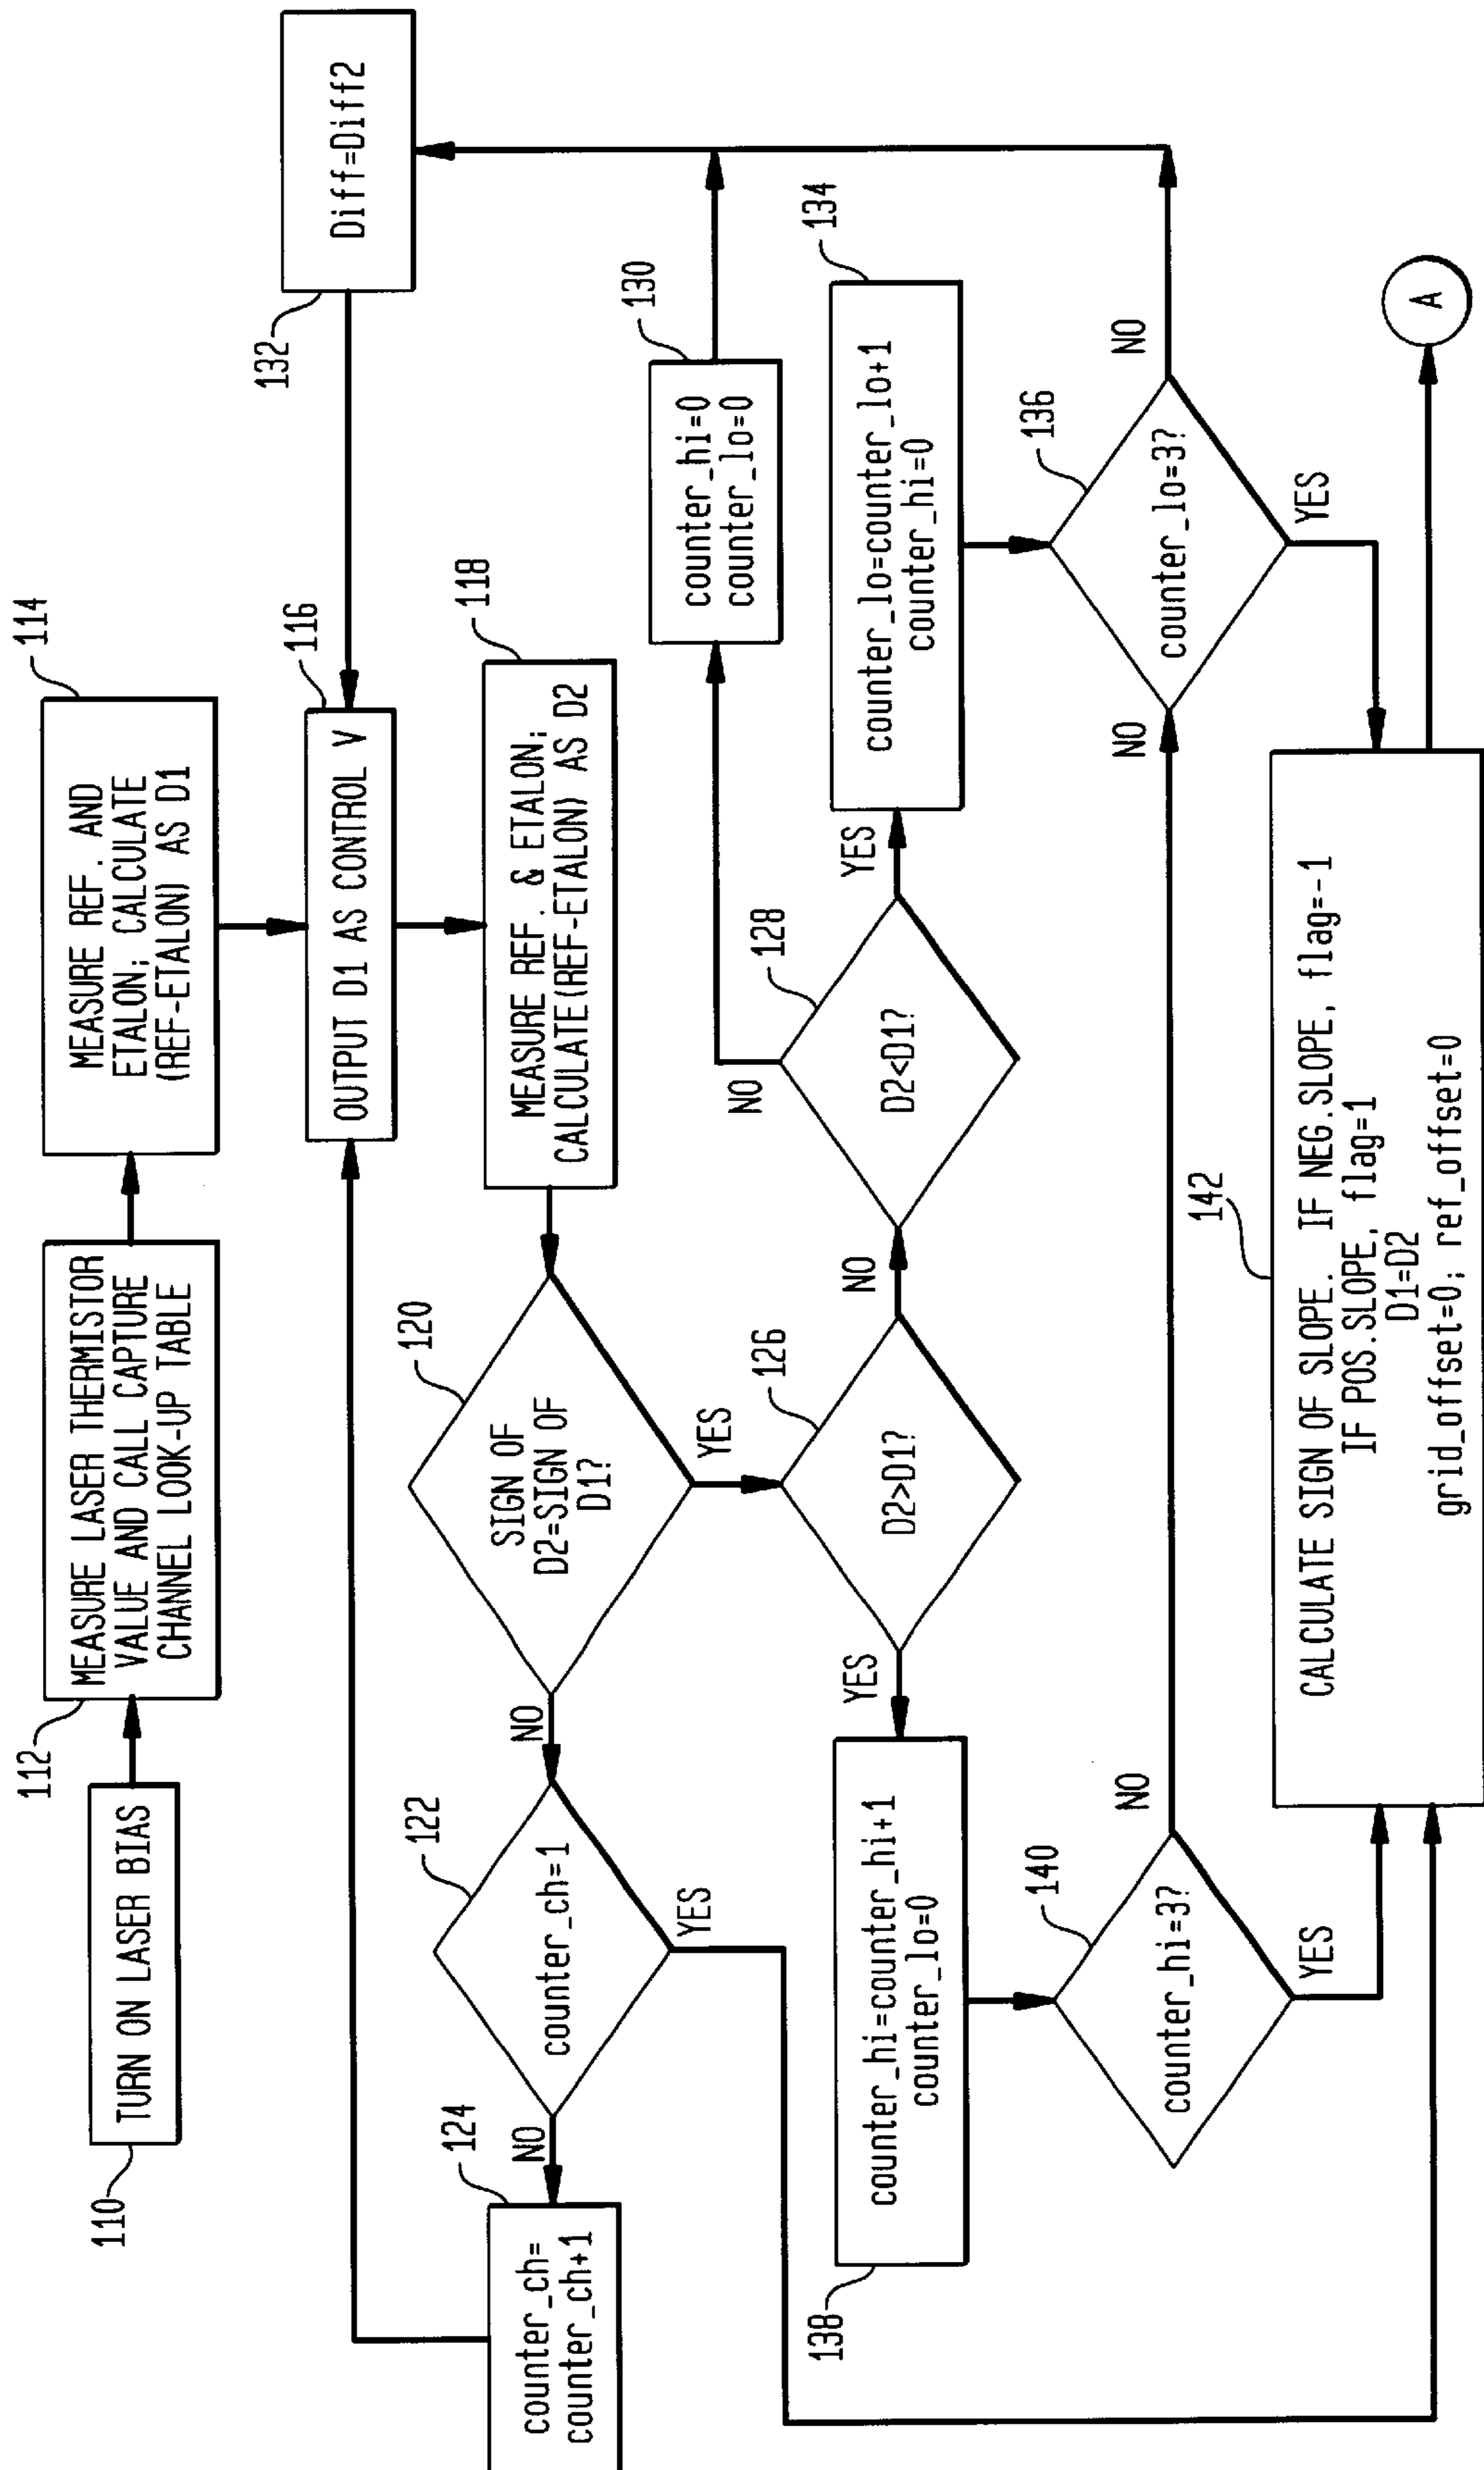 110
TURN ON LASER BIAS
112
MEASURE LASER THERMISTOR
VALUE AND CALL CAPTURE
CHANNEL LOOK-UP TABLE
114
MEASURE REF. AND
ETALON; CALCULATE
(REF-ETALON) AS D1
116
OUTPUT D1 AS CONTROL V
132
Diff=Diff2
118
MEASURE REF. & ETALON;
CALCULATE(REF-ETALON) AS D2
120
SIGN OF
D2=SIGN OF
D1?
NO
YES
122
counter_ch=1
NO
YES
124
counter_ch=
counter_ch+1
126
D2>D1?
YES
NO
128
D2<D1?
NO
YES
130
counter_hi=0
counter_lo=0
134
counter_lo=counter_lo+1
counter_hi=0
136
counter_lo=3?
NO
NO
YES
138
counter_hi=counter_hi+1
counter_lo=0
140
counter_hi=3?
NO
YES
142
CALCULATE SIGN OF SLOPE. IF NEG.SLOPE, flag=-1
IF POS.SLOPE, flag=1
D1=D2
grid_offset=0; ref_offset=0
A